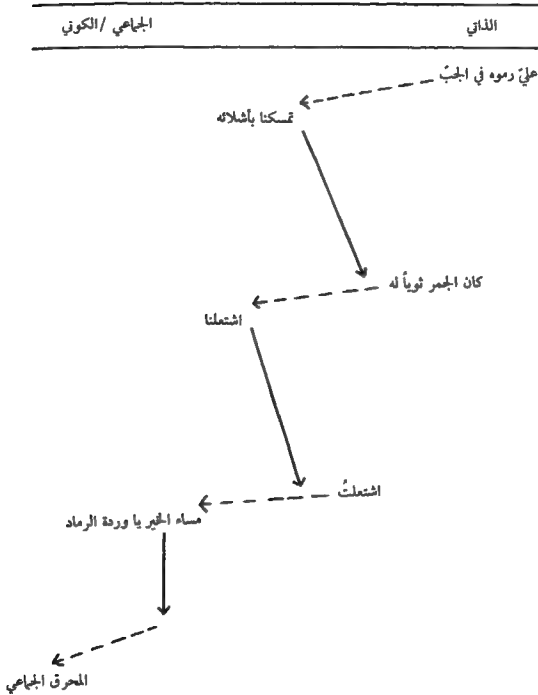 الذاتي
الجماعي / الكوني
عليّ رموه في الجبّ
تمسكنا بأشلائه
كان الجمر ثوباً له
اشتعلنا
اشتعلتُ
مساء الخير يا وردة الرماد
المحرق الجماعي